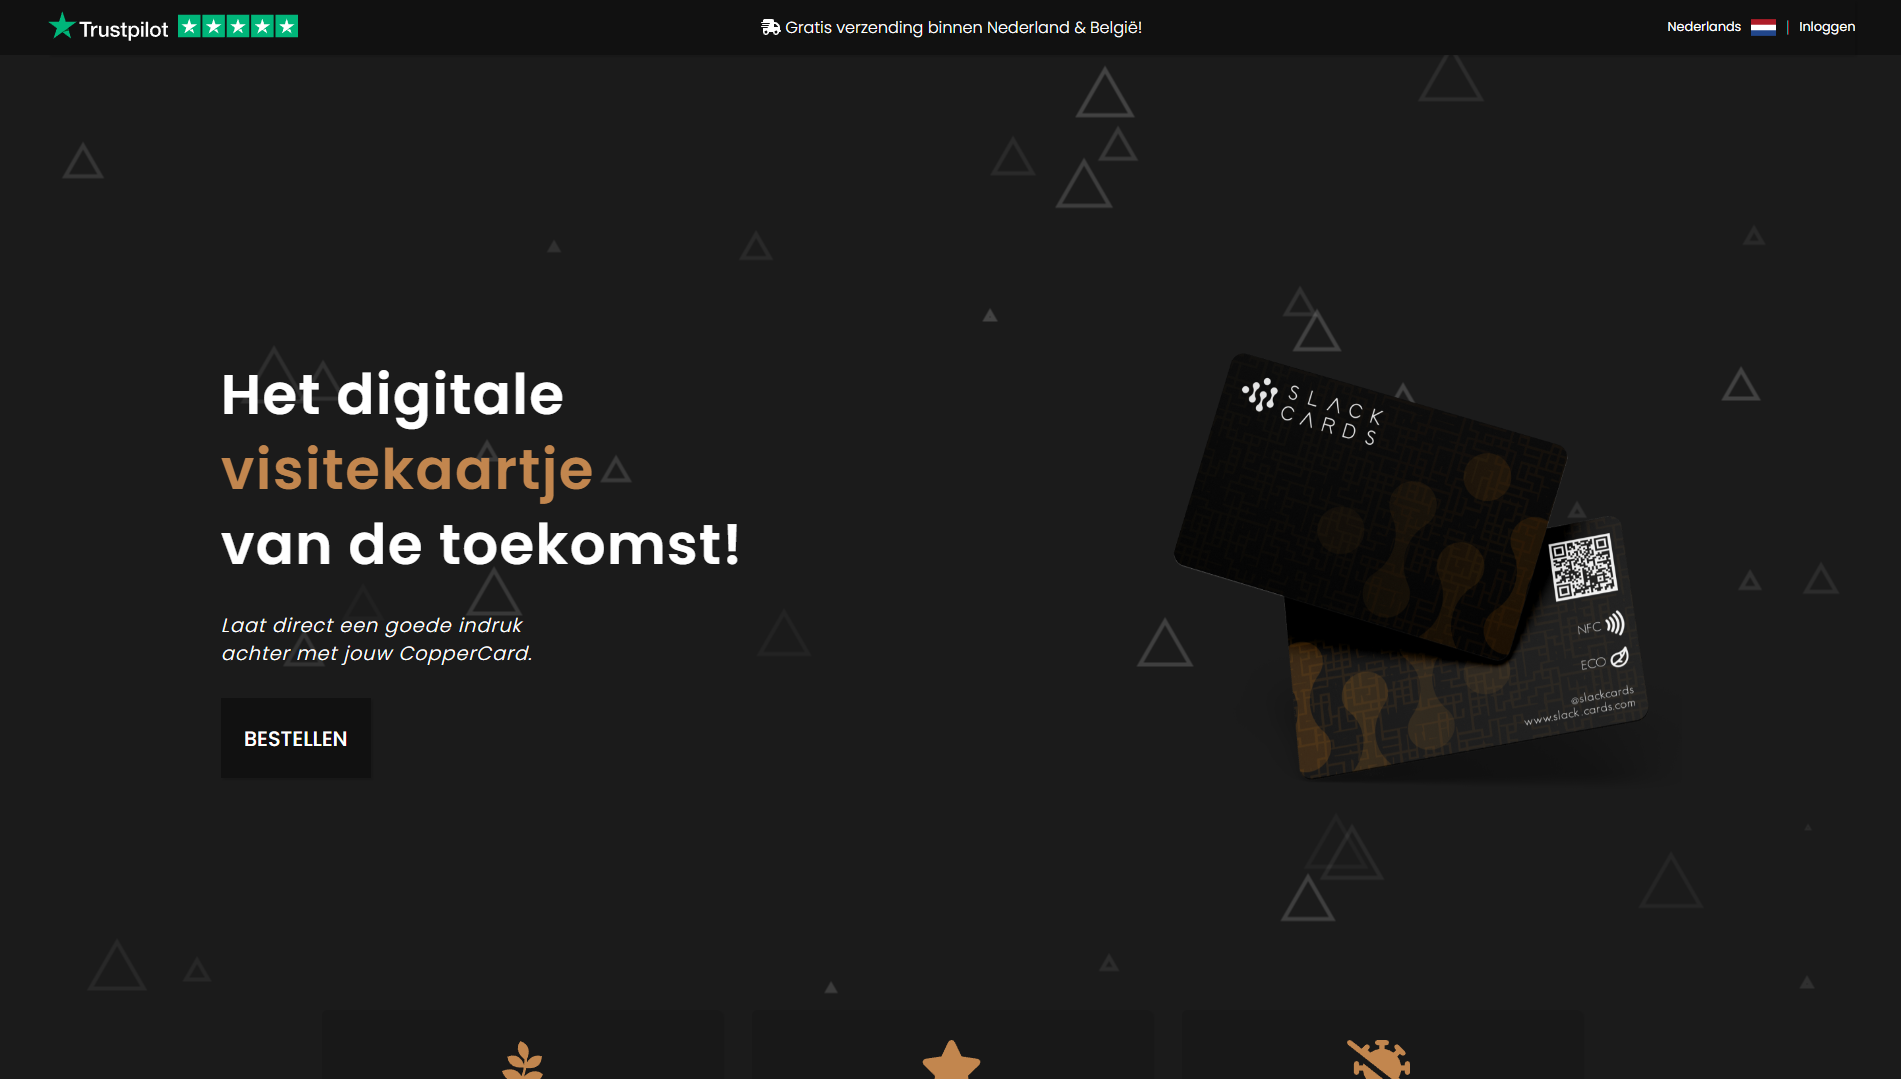 Trustpilot
Gratis verzending binnen Nederland & België!
Nederlands | Inloggen
Het digitale
visitekaartje
van de toekomst!
Laat direct een goede indruk
achter met jouw CopperCard.
BESTELLEN
SLACK
CARDS
NFC
ECO
@slackcards
www.slack.cards.com